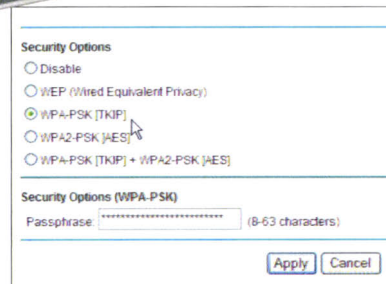 Security Options
Disable
WEP (Wired Equivalent Privacy)
WPA-PSK [TKIP]
WPA2-PSK [AES]
WPA-PSK [TKIP] + WPA2-PSK [AES]
Security Options (WPA-PSK)
Passphrase: ************************* (8-63 characters)
Apply Cancel